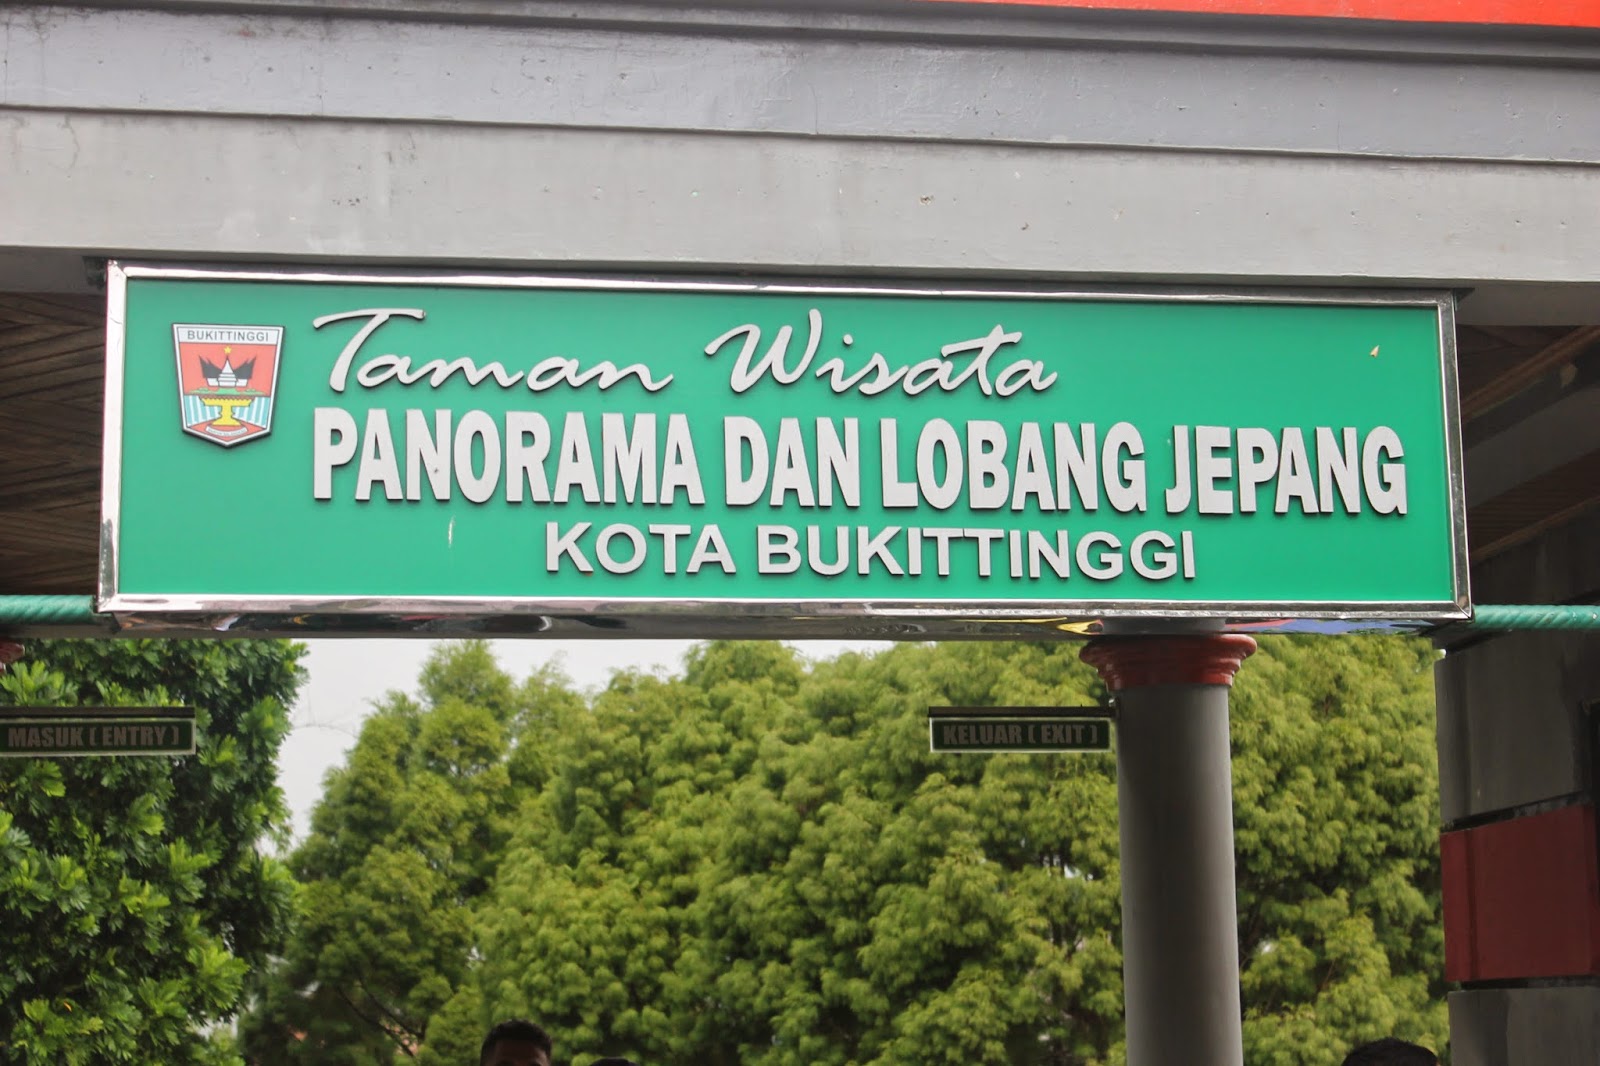 BUKITTINGGI
Taman Wisata
PANORAMA DAN LOBANG JEPANG
KOTA BUKITTINGGI
MASUK ( ENTRY )
KELUAR ( EXIT )